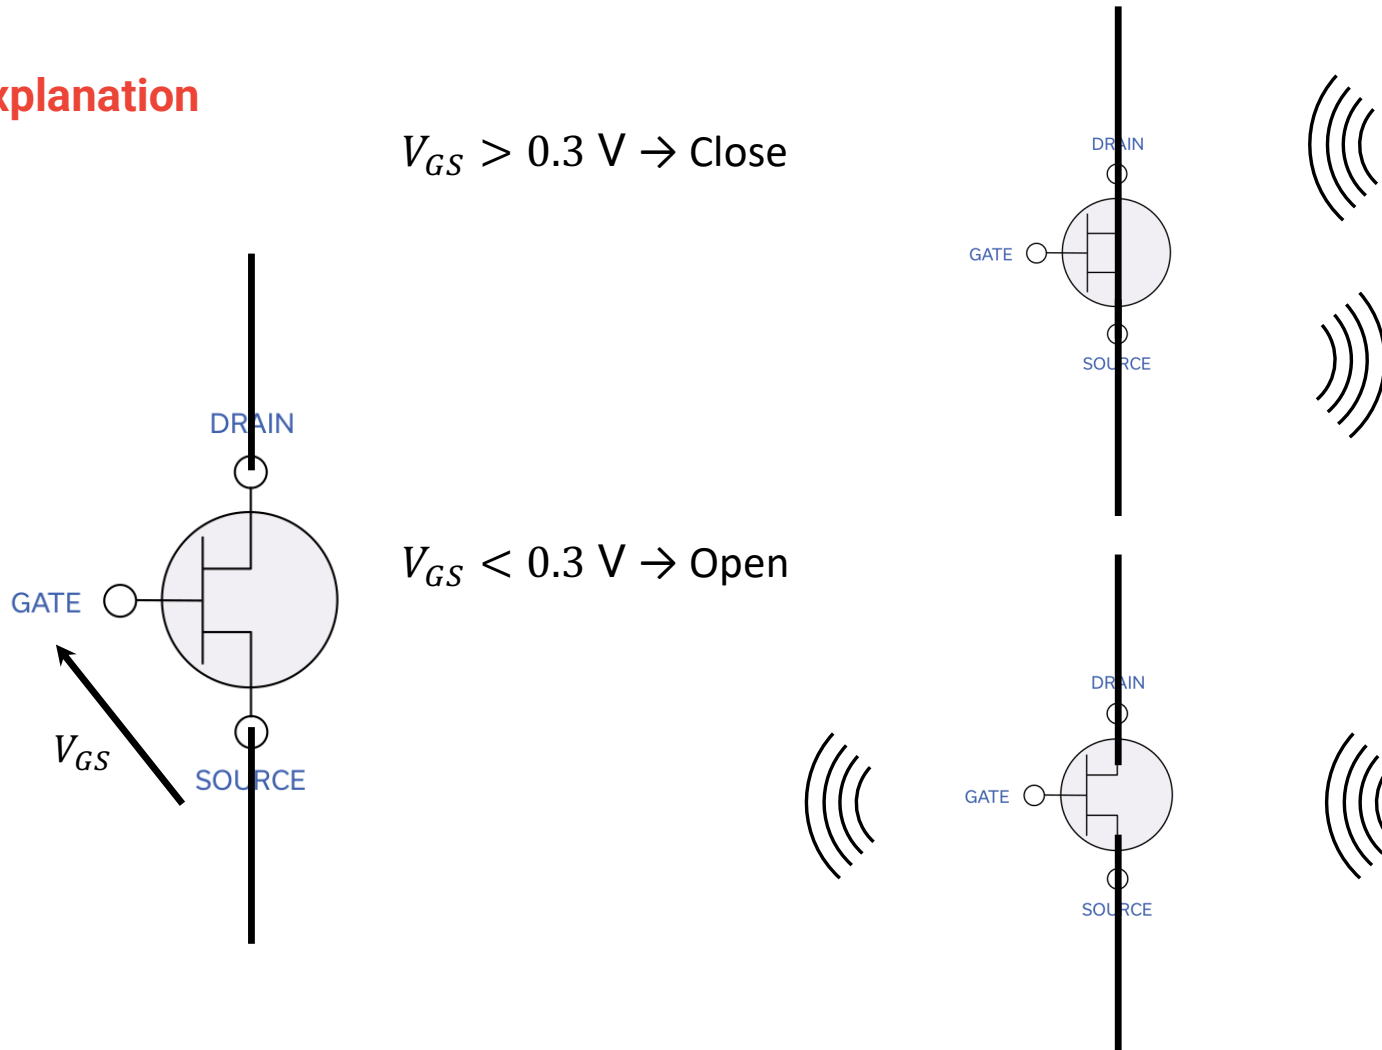 xplanation
V_GS > 0.3 V → Close
DRAIN
GATE
SOURCE
DRAIN
GATE
V_GS
SOURCE
V_GS < 0.3 V → Open
DRAIN
GATE
SOURCE